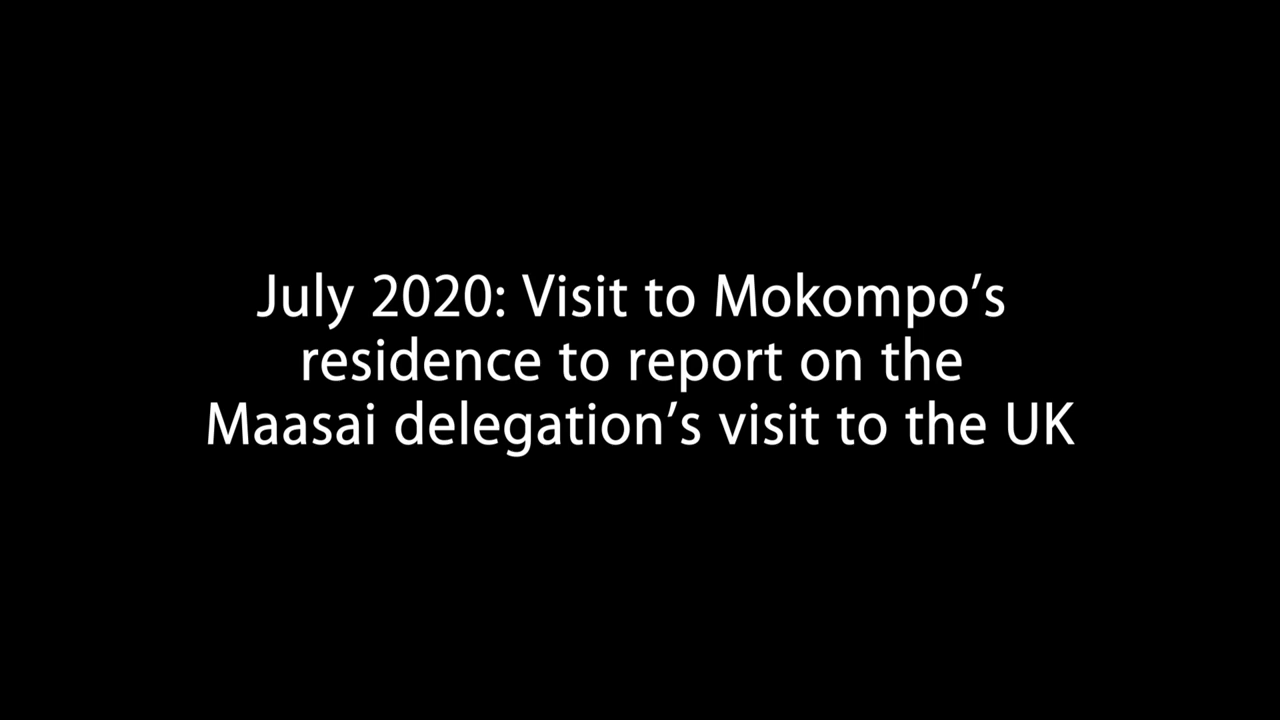 July 2020: Visit to Mokompo’s
residence to report on the
Maasai delegation’s visit to the UK